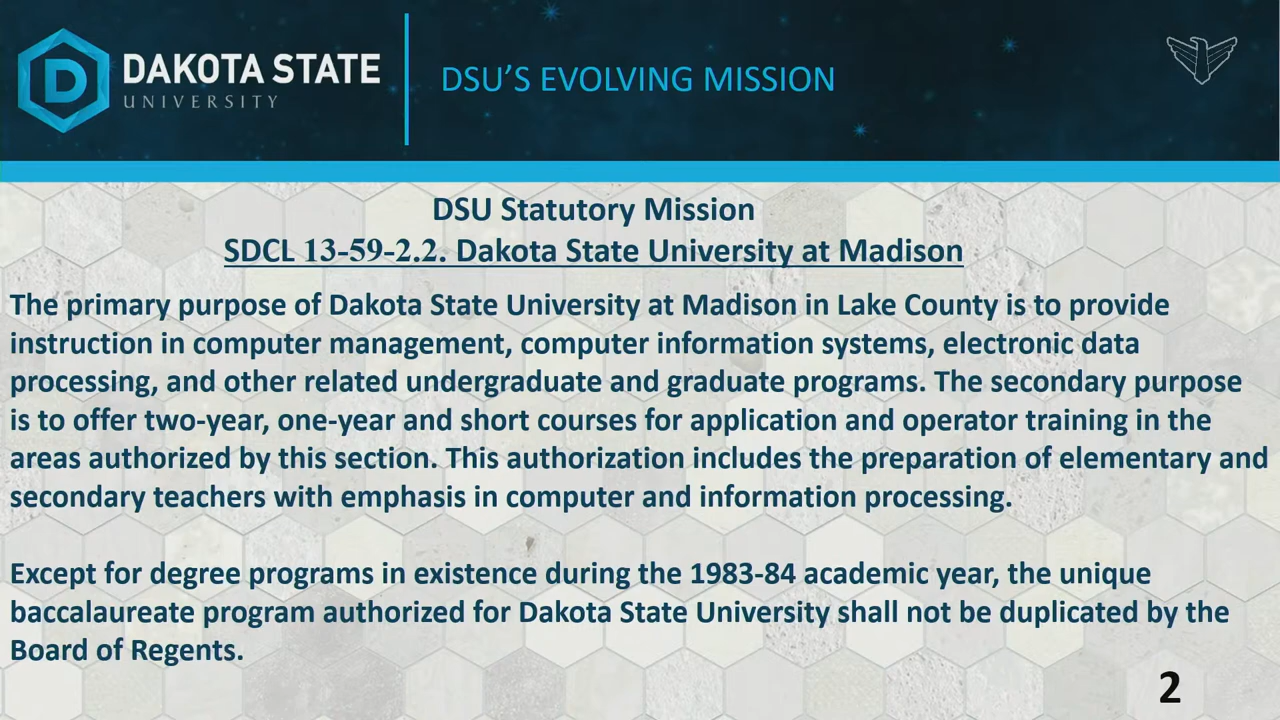 DAKOTA STATE
UNIVERSITY
DSU'S EVOLVING MISSION
DSU Statutory Mission
SDCL 13-59-2.2. Dakota State University at Madison
The primary purpose of Dakota State University at Madison in Lake County is to provide
instruction in computer management, computer information systems, electronic data
processing, and other related undergraduate and graduate programs. The secondary purpose
is to offer two-year, one-year and short courses for application and operator training in the
areas authorized by this section. This authorization includes the preparation of elementary and
secondary teachers with emphasis in computer and information processing.
Except for degree programs in existence during the 1983-84 academic year, the unique
baccalaureate program authorized for Dakota State University shall not be duplicated by the
Board of Regents.
2